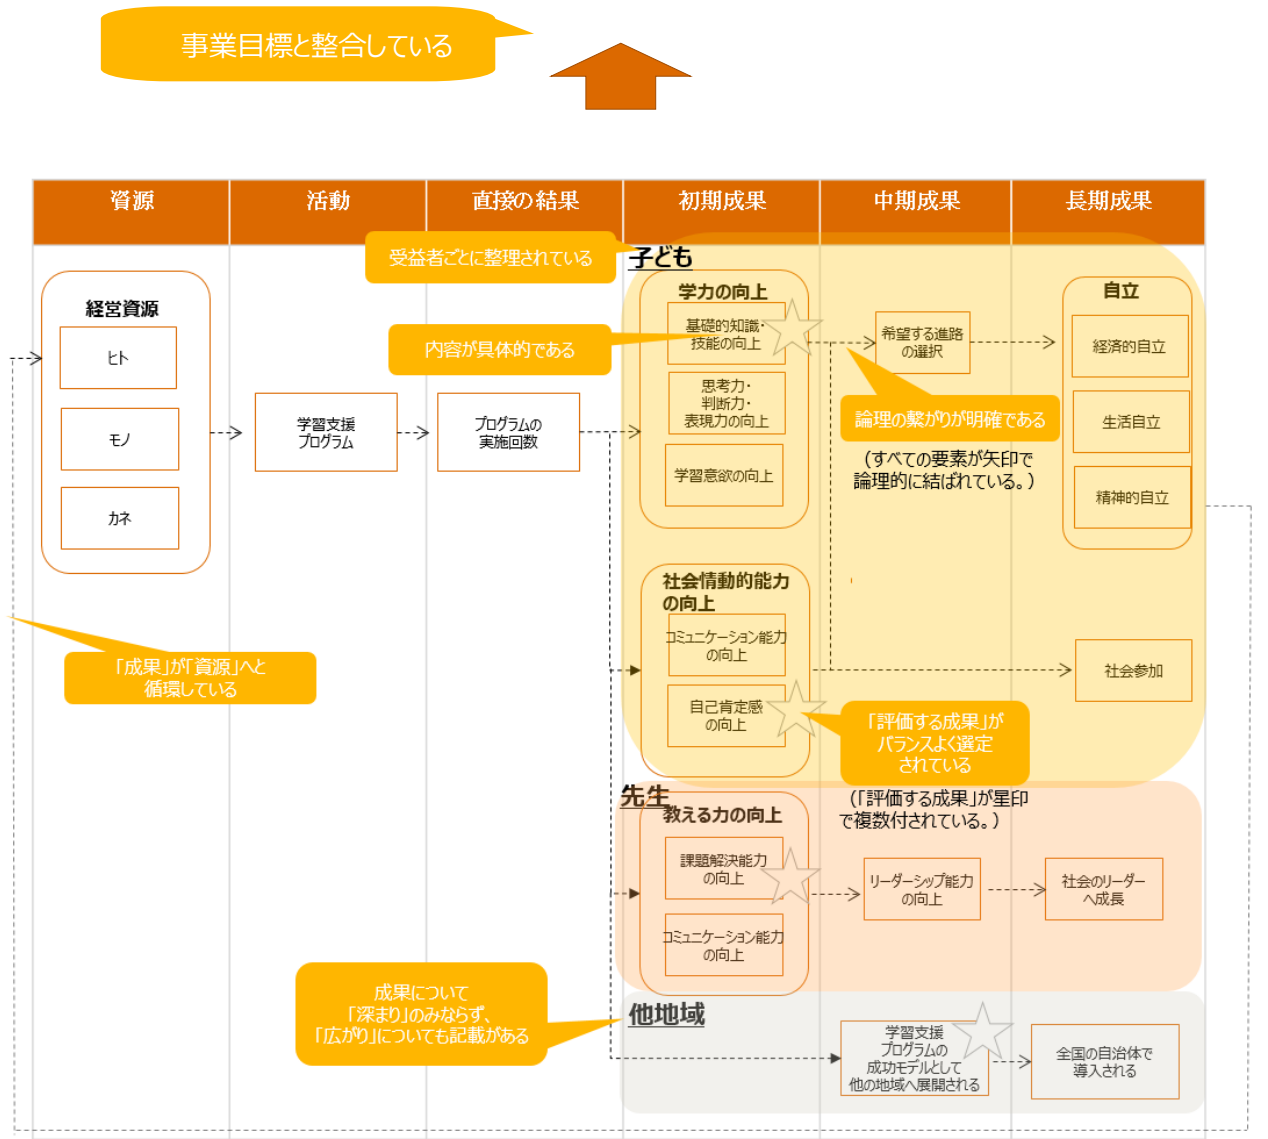 事業目標と整合している
資源
活動
直接の結果
初期成果
中期成果
長期成果
受益者ごとに整理されている
子ども
経営資源
ヒト
モノ
カネ
学習支援
プログラム
プログラムの
実施回数
内容が具体的である
学力の向上
基礎的知識・
技能の向上
思考力・
判断力・
表現力の向上
学習意欲の向上
希望する進路
の選択
自立
経済的自立
生活自立
精神的自立
論理の繋がりが明確である
（すべての要素が矢印で
論理的に結ばれている。）
社会情動的能力
の向上
コミュニケーション能力
の向上
自己肯定感
の向上
社会参加
「成果」が「資源」へと
循環している
「評価する成果」が
バランスよく選定
されている
（「評価する成果」が星印
で複数付されている。）
先生
教える力の向上
課題解決能力
の向上
コミュニケーション能力
の向上
リーダーシップ能力
の向上
社会のリーダー
へ成長
成果について
「深まり」のみならず、
「広がり」についても記載がある
他地域
学習支援
プログラムの
成功モデルとして
他の地域へ展開される
全国の自治体で
導入される